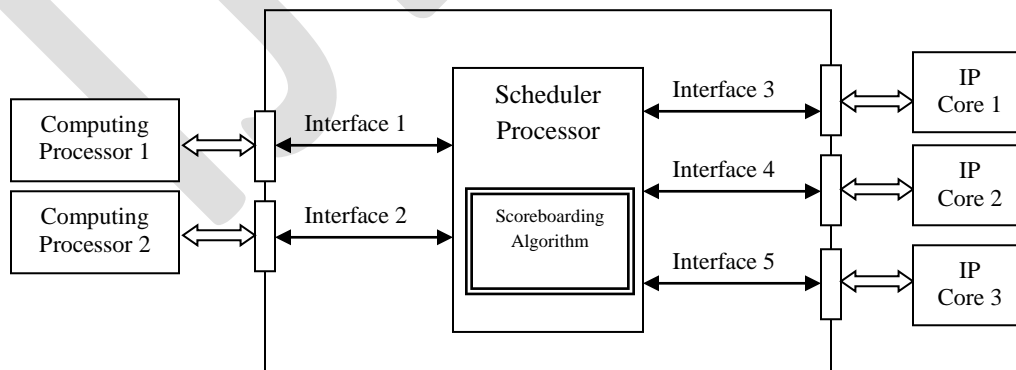 Computing
Processor 1
Computing
Processor 2
Interface 1
Interface 2
Scheduler
Processor
Scoreboarding
Algorithm
Interface 3
Interface 4
Interface 5
IP
Core 1
IP
Core 2
IP
Core 3